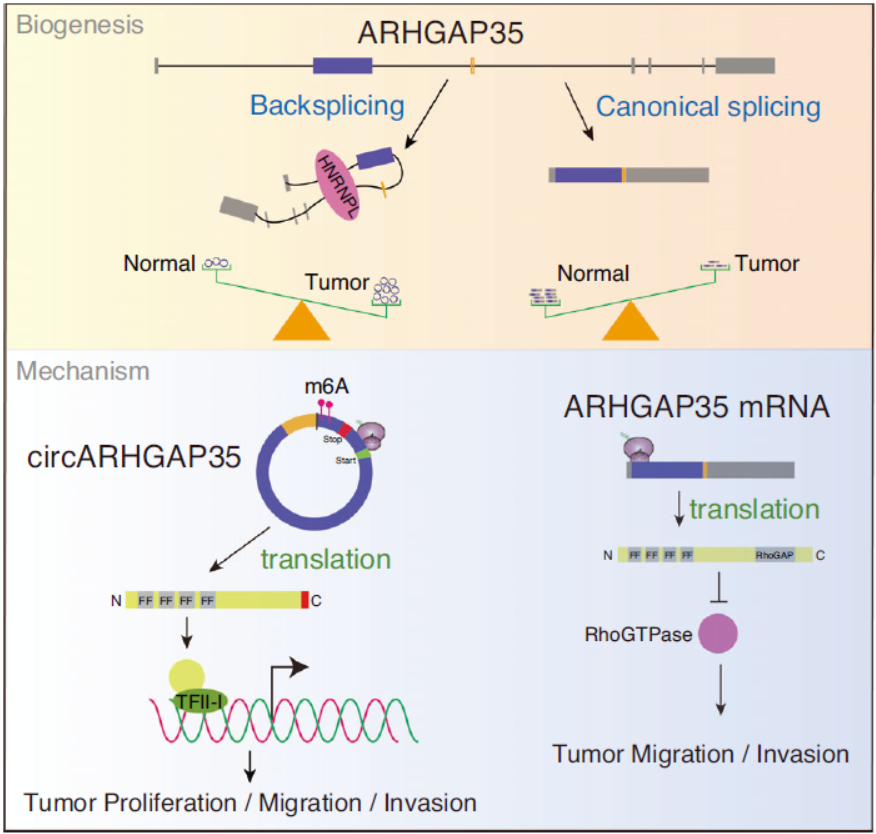 Biogenesis
ARHGAP35
Backsplicing
Canonical splicing
HNRNPL
Normal
Tumor
Normal
Tumor
Mechanism
m6A
circARHGAP35
Stop
Start
translation
N FF FF FF FF C
TFII-I
Tumor Proliferation / Migration / Invasion
ARHGAP35 mRNA
translation
N FF FF FF FF RhoGAP C
RhoGTPase
Tumor Migration / Invasion